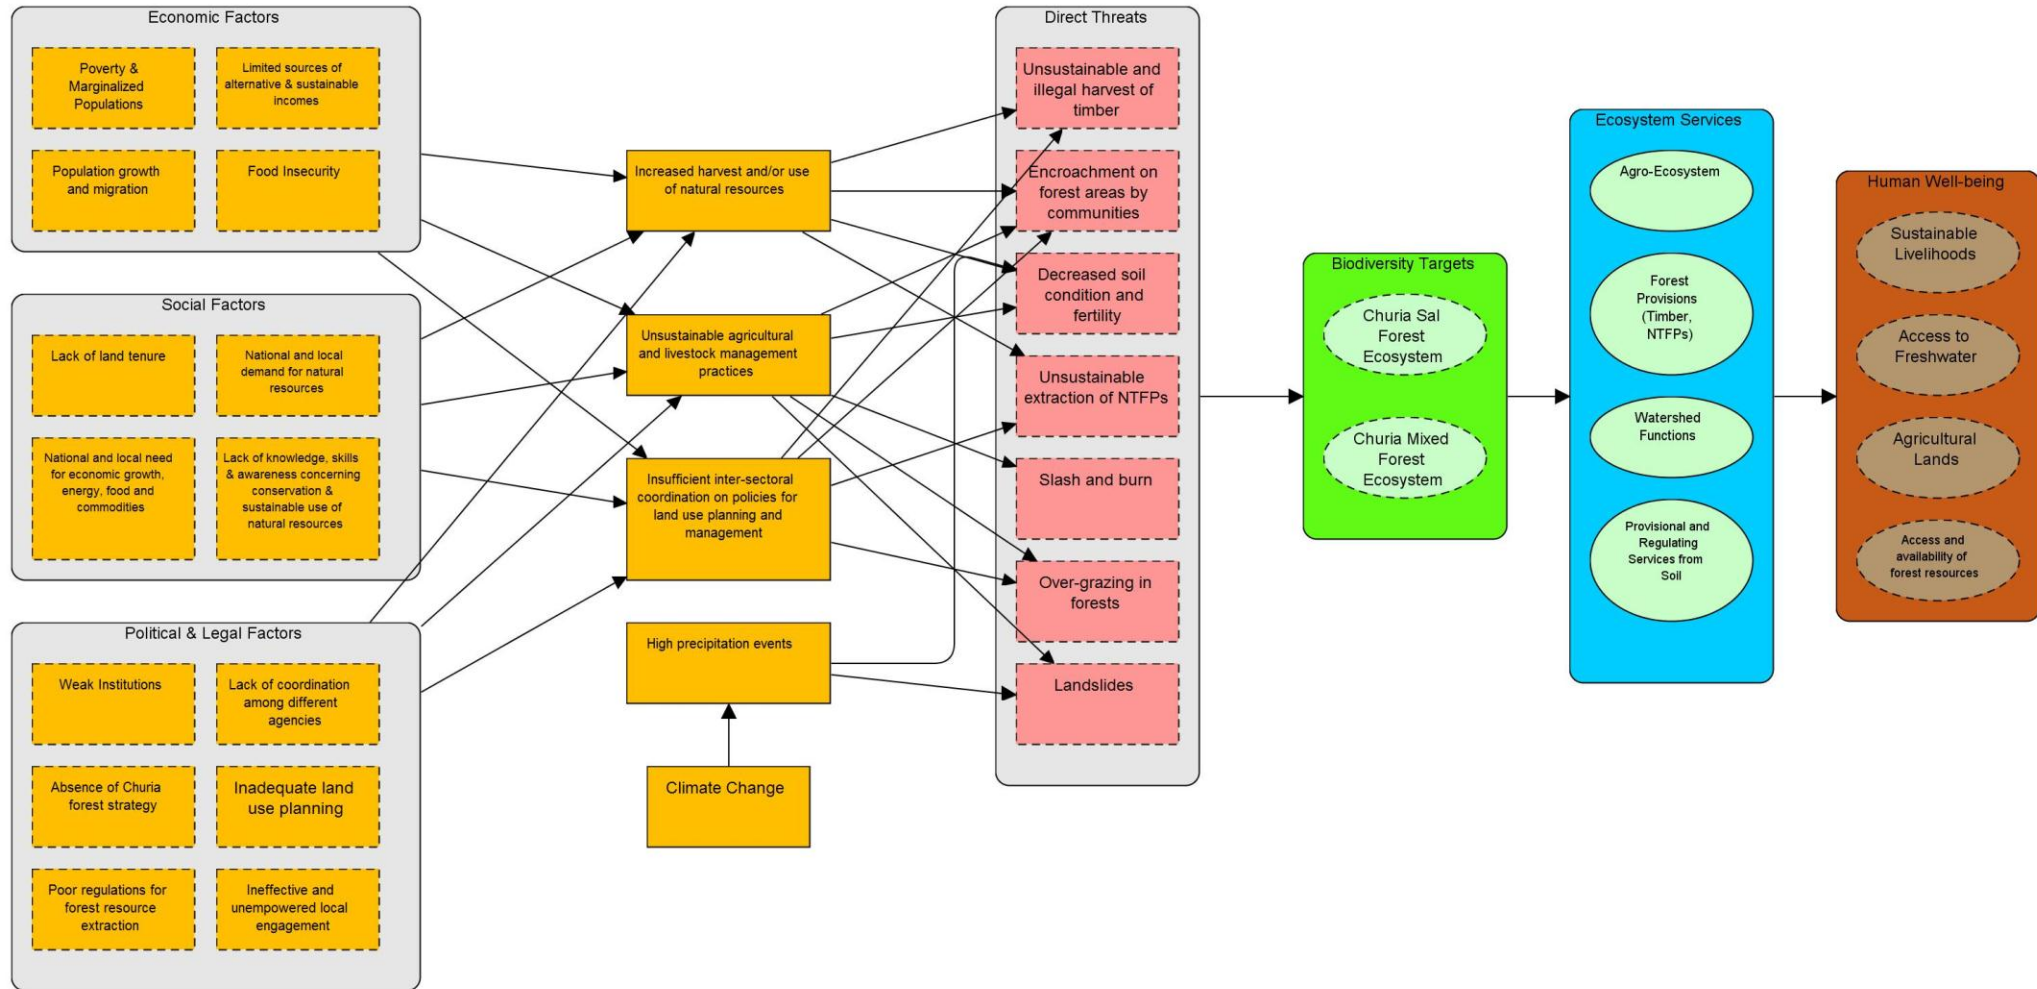 Economic Factors
Poverty &
Marginalized
Populations
Limited sources of
alternative & sustainable
incomes
Population growth
and migration
Food Insecurity
Social Factors
Lack of land tenure
National and local
demand for natural
resources
National and local need
for economic growth,
energy, food and
commodities
Lack of knowledge, skills
& awareness concerning
conservation &
sustainable use of
natural resources
Political & Legal Factors
Weak Institutions
Lack of coordination
among different
agencies
Absence of Churia
forest strategy
Inadequate land
use planning
Poor regulations for
forest resource
extraction
Ineffective and
unempowered local
engagement
Increased harvest and/or use
of natural resources
Unsustainable agricultural
and livestock management
practices
Insufficient inter-sectoral
coordination on policies for
land use planning and
management
High precipitation events
Climate Change
Direct Threats
Unsustainable and
illegal harvest of
timber
Encroachment on
forest areas by
communities
Decreased soil
condition and
fertility
Unsustainable
extraction of NTFPs
Slash and burn
Over-grazing in
forests
Landslides
Biodiversity Targets
Churia Sal
Forest
Ecosystem
Churia Mixed
Forest
Ecosystem
Ecosystem Services
Agro-Ecosystem
Forest
Provisions
(Timber,
NTFPs)
Watershed
Functions
Provisional and
Regulating
Services from
Soil
Human Well-being
Sustainable
Livelihoods
Access to
Freshwater
Agricultural
Lands
Access and
availability of
forest resources